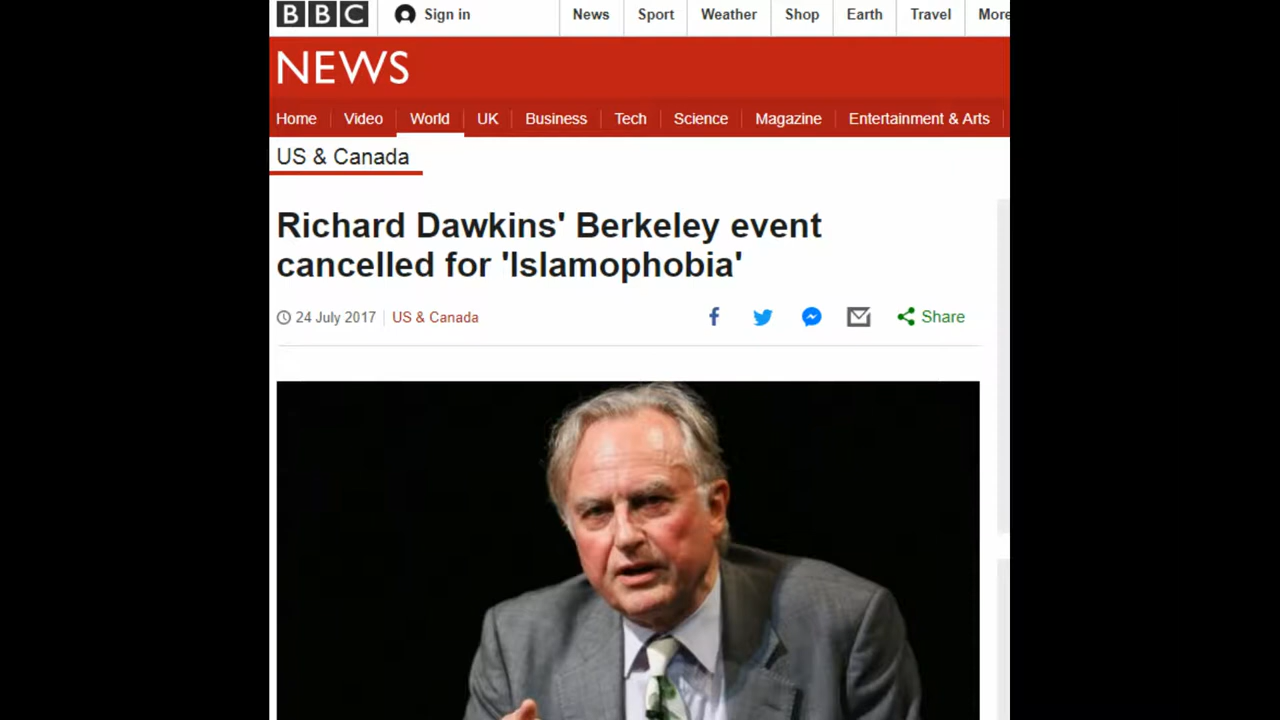 BBC Sign in News Sport Weather Shop Earth Travel More
NEWS
Home Video World UK Business Tech Science Magazine Entertainment & Arts
US & Canada
Richard Dawkins' Berkeley event
cancelled for 'Islamophobia'
24 July 2017 US & Canada Share